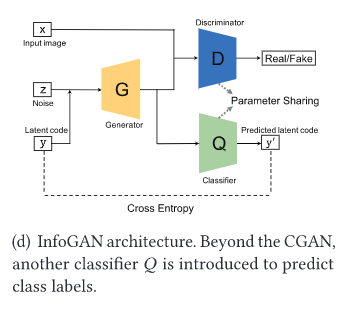 Discriminator
x
Input image
D
Real/Fake
z
Noise
G
Generator
Parameter Sharing
Latent code
y
Predicted latent code
Q
y'
Classifier
Cross Entropy
(d) InfoGAN architecture. Beyond the CGAN,
another classifier Q is introduced to predict
class labels.